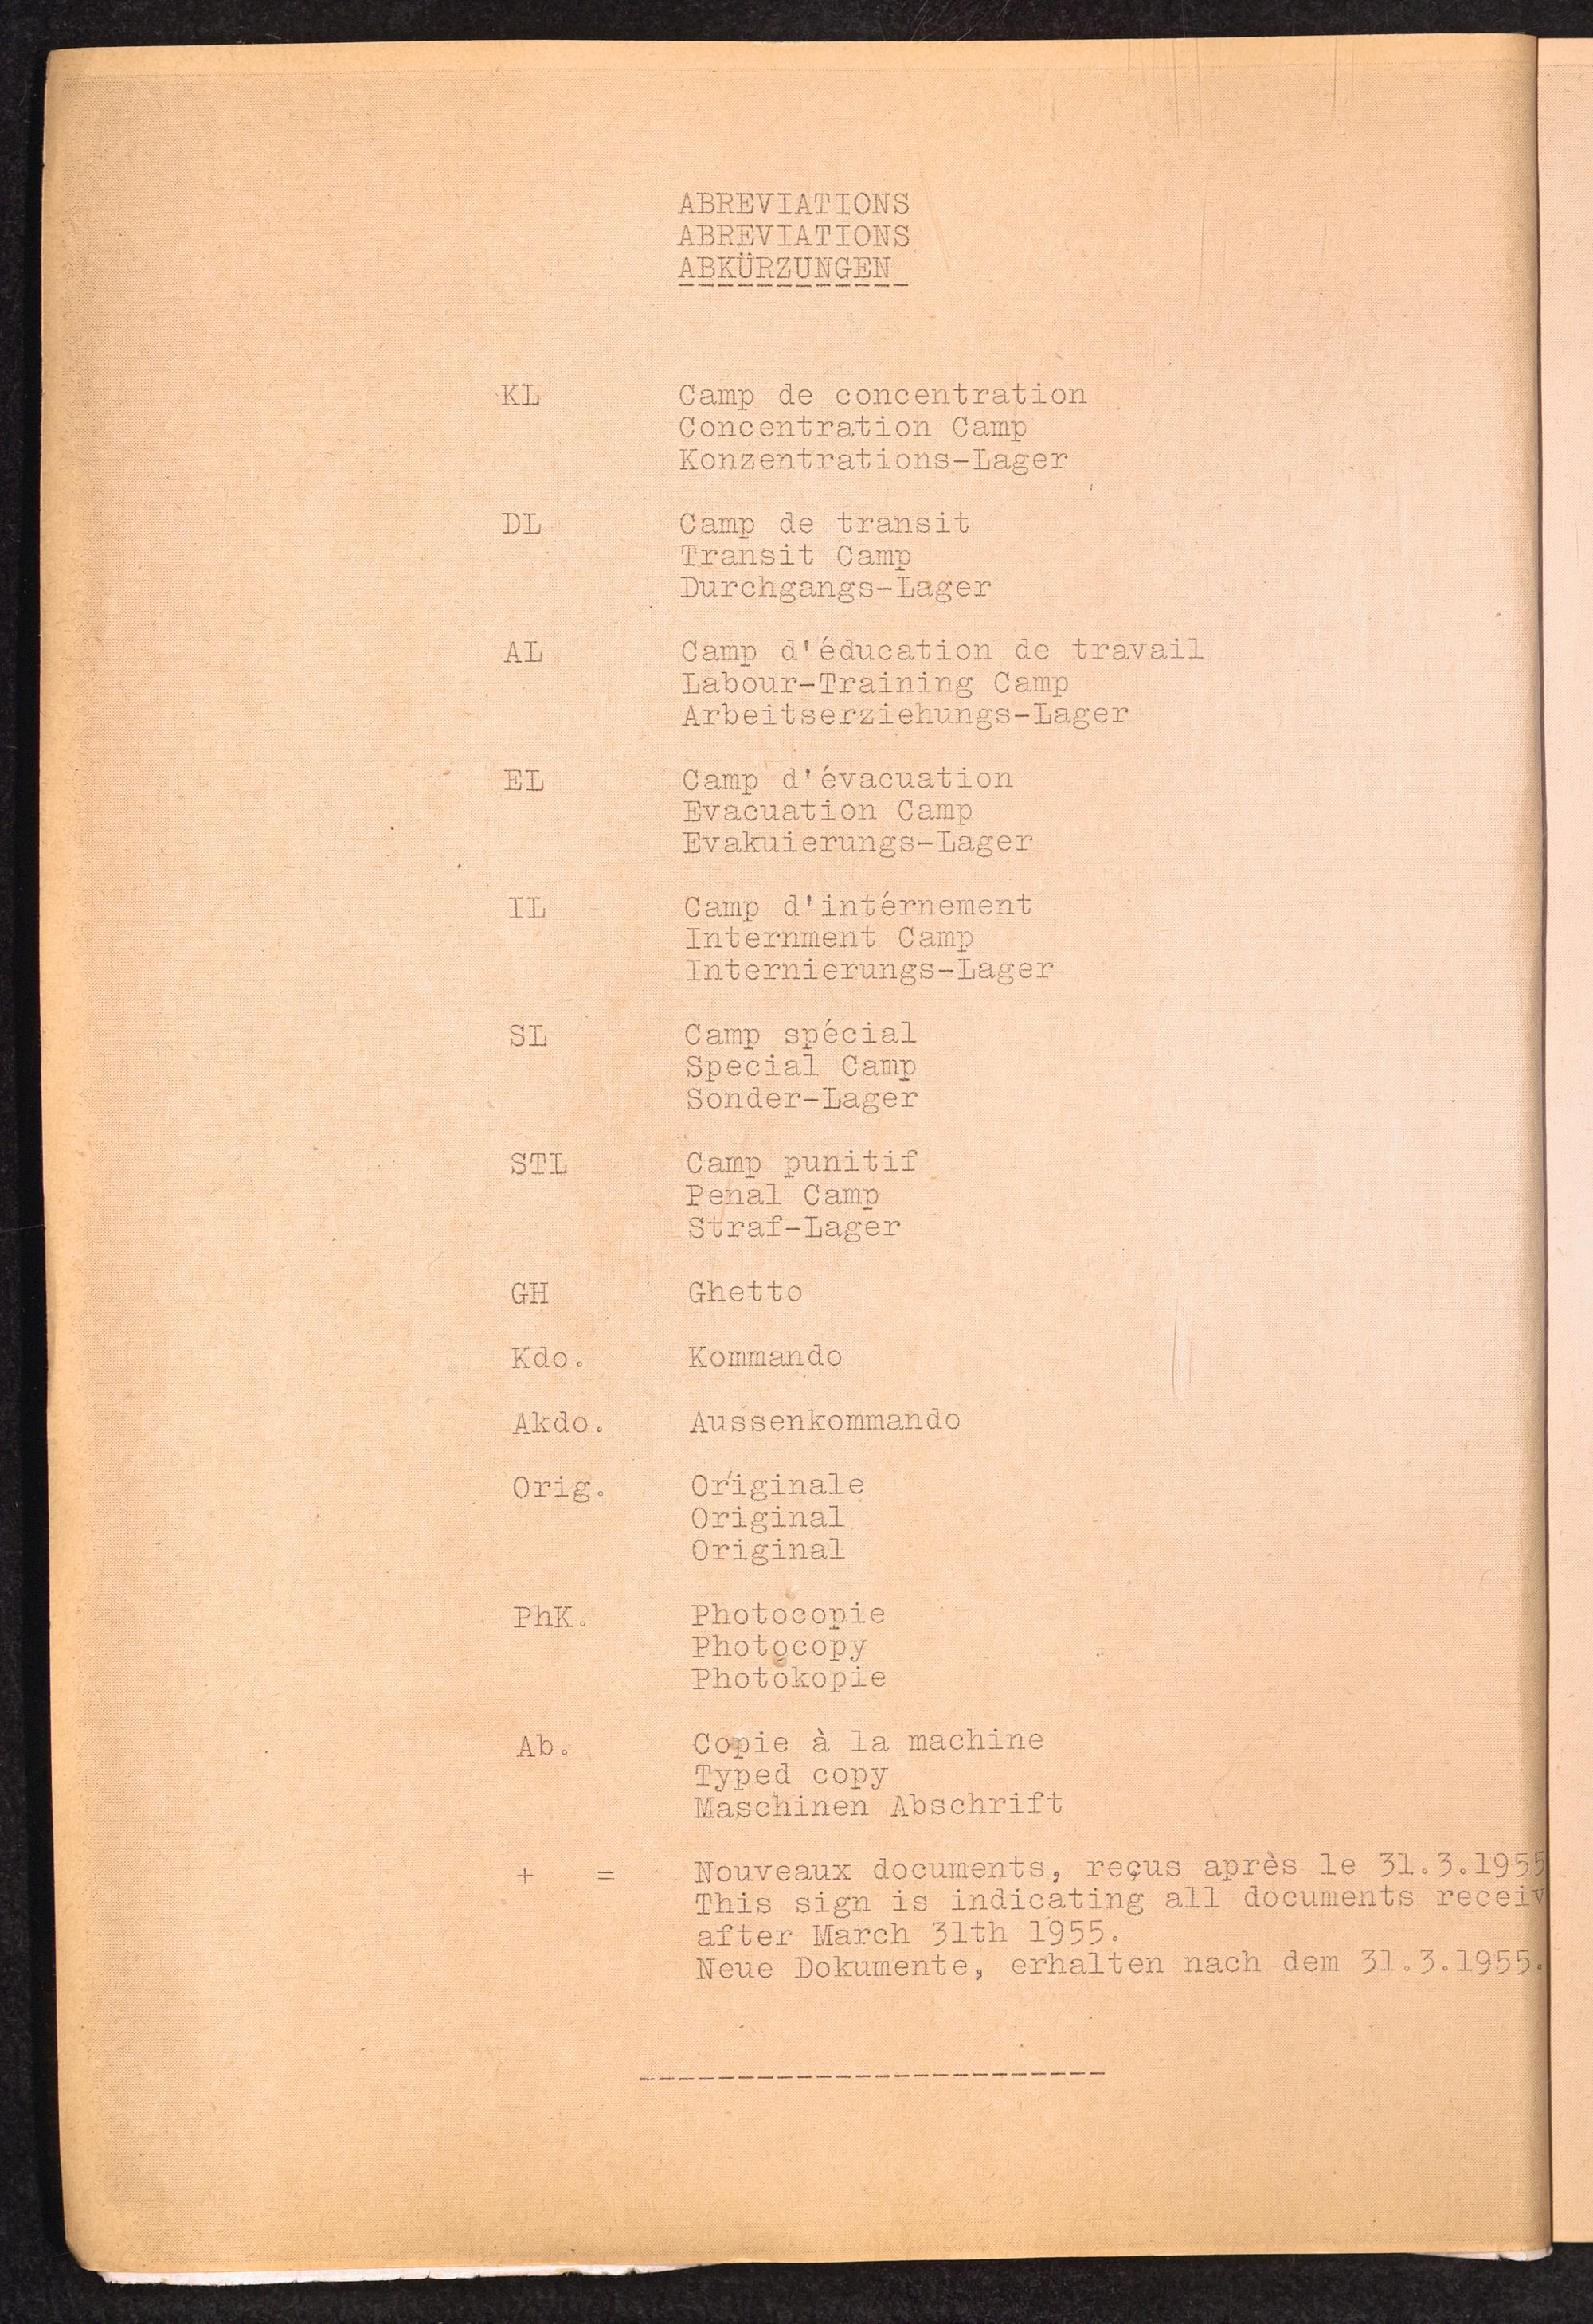 ABREVIATIONS
ABREVIATIONS
ABKÜRZUNGEN
KL Camp de concentration
Concentration Camp
Konzentrations-Lager
DL Camp de transit
Transit Camp
Durchgangs-Lager
AL Camp d'éducation de travail
Labour-Training Camp
Arbeitserziehungs-Lager
EL Camp d'évacuation
Evacuation Camp
Evakuierungs-Lager
IL Camp d'intérnement
Internment Camp
Internierungs-Lager
SL Camp spécial
Special Camp
Sonder-Lager
STL Camp punitif
Penal Camp
Straf-Lager
GH Ghetto
Kdo. Kommando
Akdo. Aussenkommando
Orig. Originale
Original
Original
PhK. Photocopie
Photocopy
Photokopie
Ab. Copie à la machine
Typed copy
Maschinen Abschrift
+ = Nouveaux documents, reçus après le 31.3.1955
This sign is indicating all documents
after March 31th 1955.
Neue Dokumente, erhalten nach dem 31.3.1955.